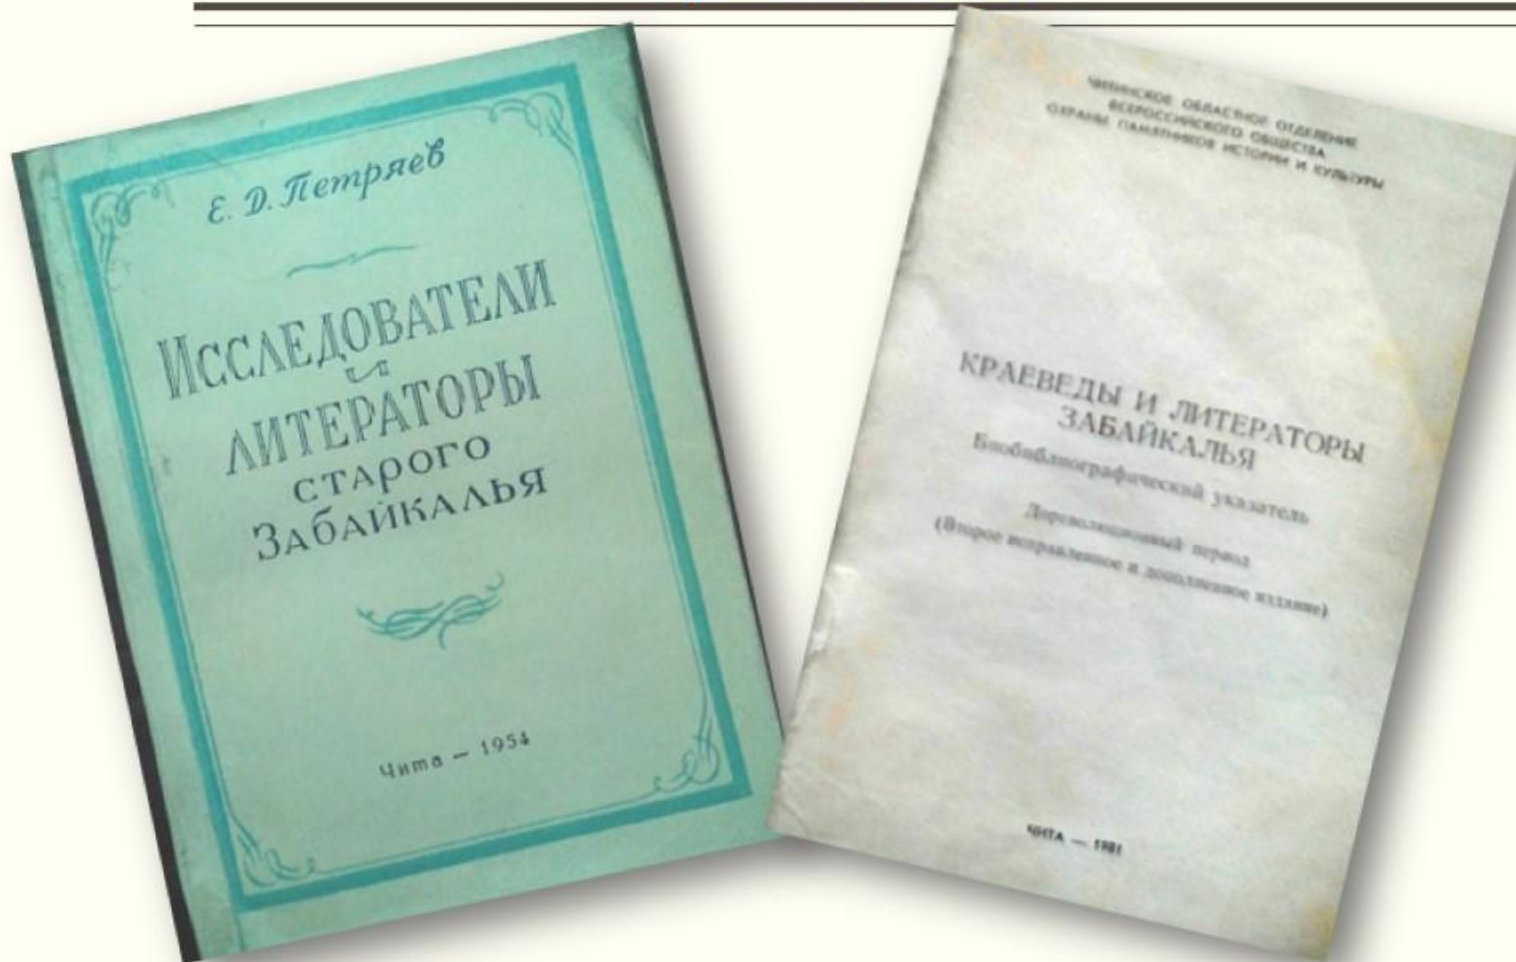 Е. Д. Петряев
ИССЛЕДОВАТЕЛИ
И
ЛИТЕРАТОРЫ
СТАРОГО
ЗАБАЙКАЛЬЯ
Чита — 1954
ЧИТИНСКОЕ ОБЛАСТНОЕ ОТДЕЛЕНИЕ
ВСЕРОССИЙСКОГО ОБЩЕСТВА
ОХРАНЫ ПАМЯТНИКОВ ИСТОРИИ И КУЛЬТУРЫ
КРАЕВЕДЫ И ЛИТЕРАТОРЫ
ЗАБАЙКАЛЬЯ
Биобиблиографический указатель
Дореволюционный период
(Второе исправленное и дополненное издание)
ЧИТА — 1981